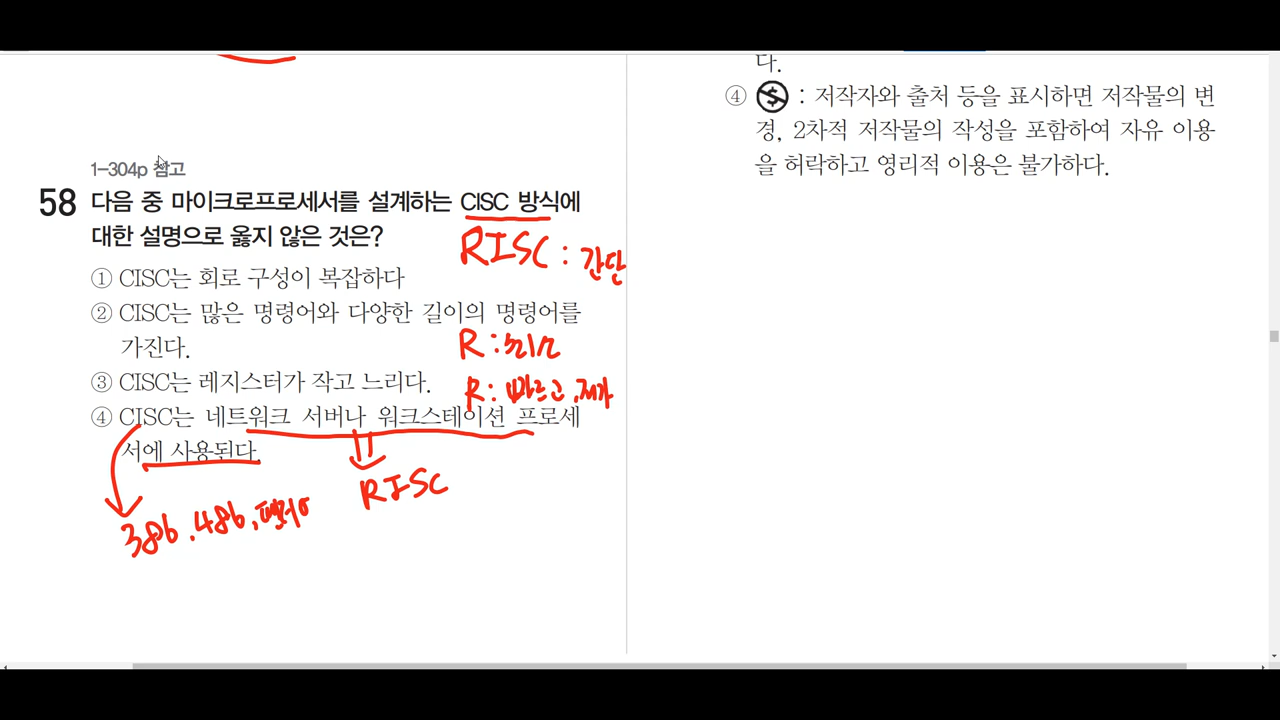 1-304p 참고
58 다음 중 마이크로프로세서를 설계하는 CISC 방식에
대한 설명으로 옳지 않은 것은?
RISC : 간단
① CISC는 회로 구성이 복잡하다
② CISC는 많은 명령어와 다양한 길이의 명령어를
가진다.
R : 최소
③ CISC는 레지스터가 작고 느리다.
R : 빠르고, 저가
④ CISC는 네트워크 서버나 워크스테이션 프로세
서에 사용된다.
RISC
386, 486, 펜티엄
다.
④ : 저작자와 출처 등을 표시하면 저작물의 변
경, 2차적 저작물의 작성을 포함하여 자유 이용
을 허락하고 영리적 이용은 불가하다.